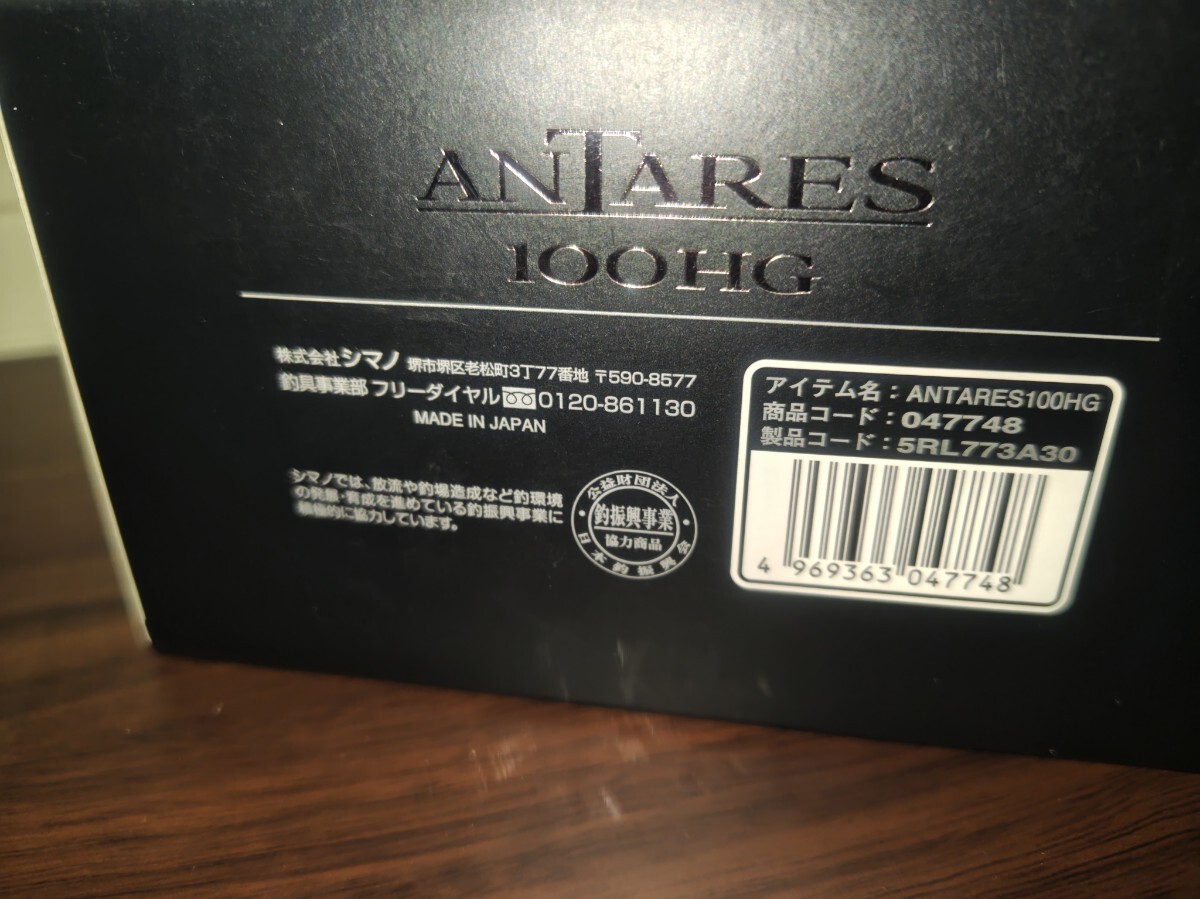 ANTARES
100HG
株式会社シマノ 堺市堺区老松町3丁77番地 〒590-8577
釣具事業部 フリーダイヤル 0120-861130
MADE IN JAPAN
シマノでは、放流や釣場造成など釣環境
の発展・育成を進めている釣振興事業に
積極的に協力しています。
公益財団法人
釣振興事業
協力商品
日本釣振興会
アイテム名：ANTARES100HG
商品コード：047748
製品コード：5RL773A30
4 969363 047748